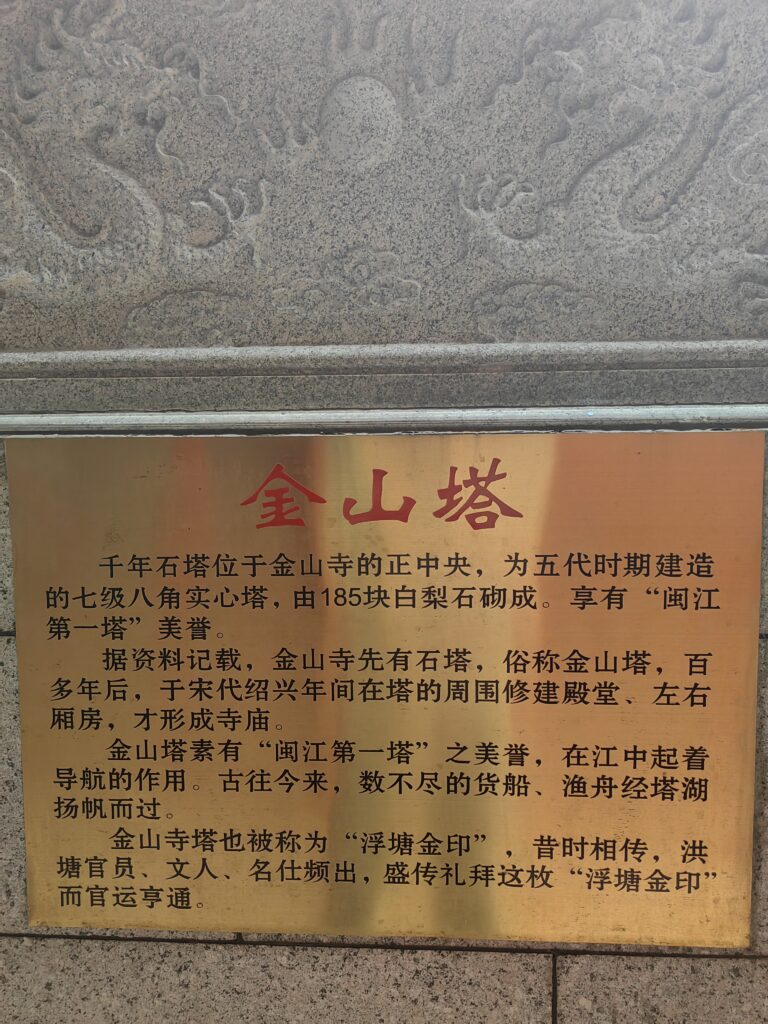 金山塔
千年石塔位于金山寺的正中央，为五代时期建造
的七级八角实心塔，由185块白梨石砌成。享有“闽江
第一塔”美誉。
据资料记载，金山寺先有石塔，俗称金山塔，百
多年后，于宋代绍兴年间在塔的周围修建殿堂、左右
厢房，才形成寺庙。
金山塔素有“闽江第一塔”之美誉，在江中起着
导航的作用。古往今来，数不尽的货船、渔舟经塔湖
扬帆而过。
金山寺塔也被称为“浮塘金印”，昔时相传，洪
塘官员、文人、名仕频出，盛传礼拜这枚“浮塘金印”
而官运亨通。